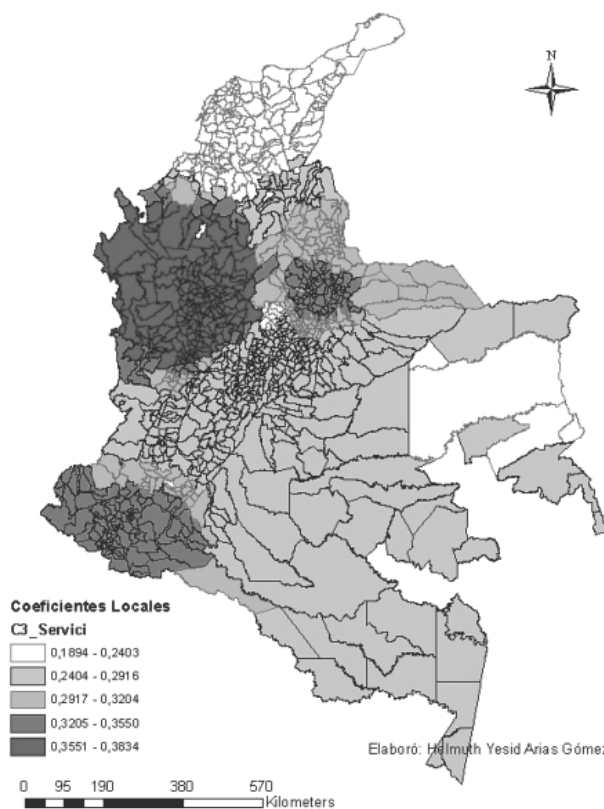 N
Coeficientes Locales
C3_Servici
0,1894 - 0,2403
0,2404 - 0,2916
0,2917 - 0,3204
0,3205 - 0,3550
0,3551 - 0,3834
Elaboró: Helmuth Yesid Arias Gómez
0 95 190 380 570
Kilometers